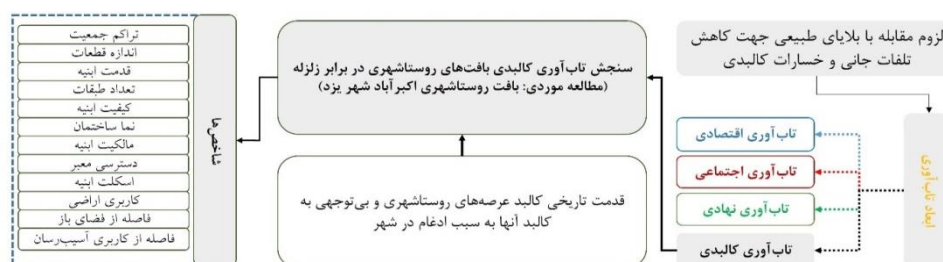 لزوم مقابله با بلایای طبیعی جهت کاهش
تلفات جانی و خسارات کالبدی
ابعاد تاب‌آوری
تاب‌آوری اقتصادی
تاب‌آوری اجتماعی
تاب‌آوری نهادی
تاب‌آوری کالبدی
سنجش تاب‌آوری کالبدی بافت‌های روستاشهری در برابر زلزله
(مطالعه موردی: بافت روستاشهری اکبرآباد شهر یزد)
قدمت تاریخی کالبد عرصه‌های روستاشهری و بی‌توجهی به
کالبد آنها به سبب ادغام در شهر
شاخص‌ها
تراکم جمعیت
اندازه قطعات
قدمت ابنیه
تعداد طبقات
کیفیت ابنیه
نما ساختمان
مالکیت ابنیه
دسترسی معبر
اسکلت ابنیه
کاربری اراضی
فاصله از فضای باز
فاصله از کاربری آسیب‌رسان